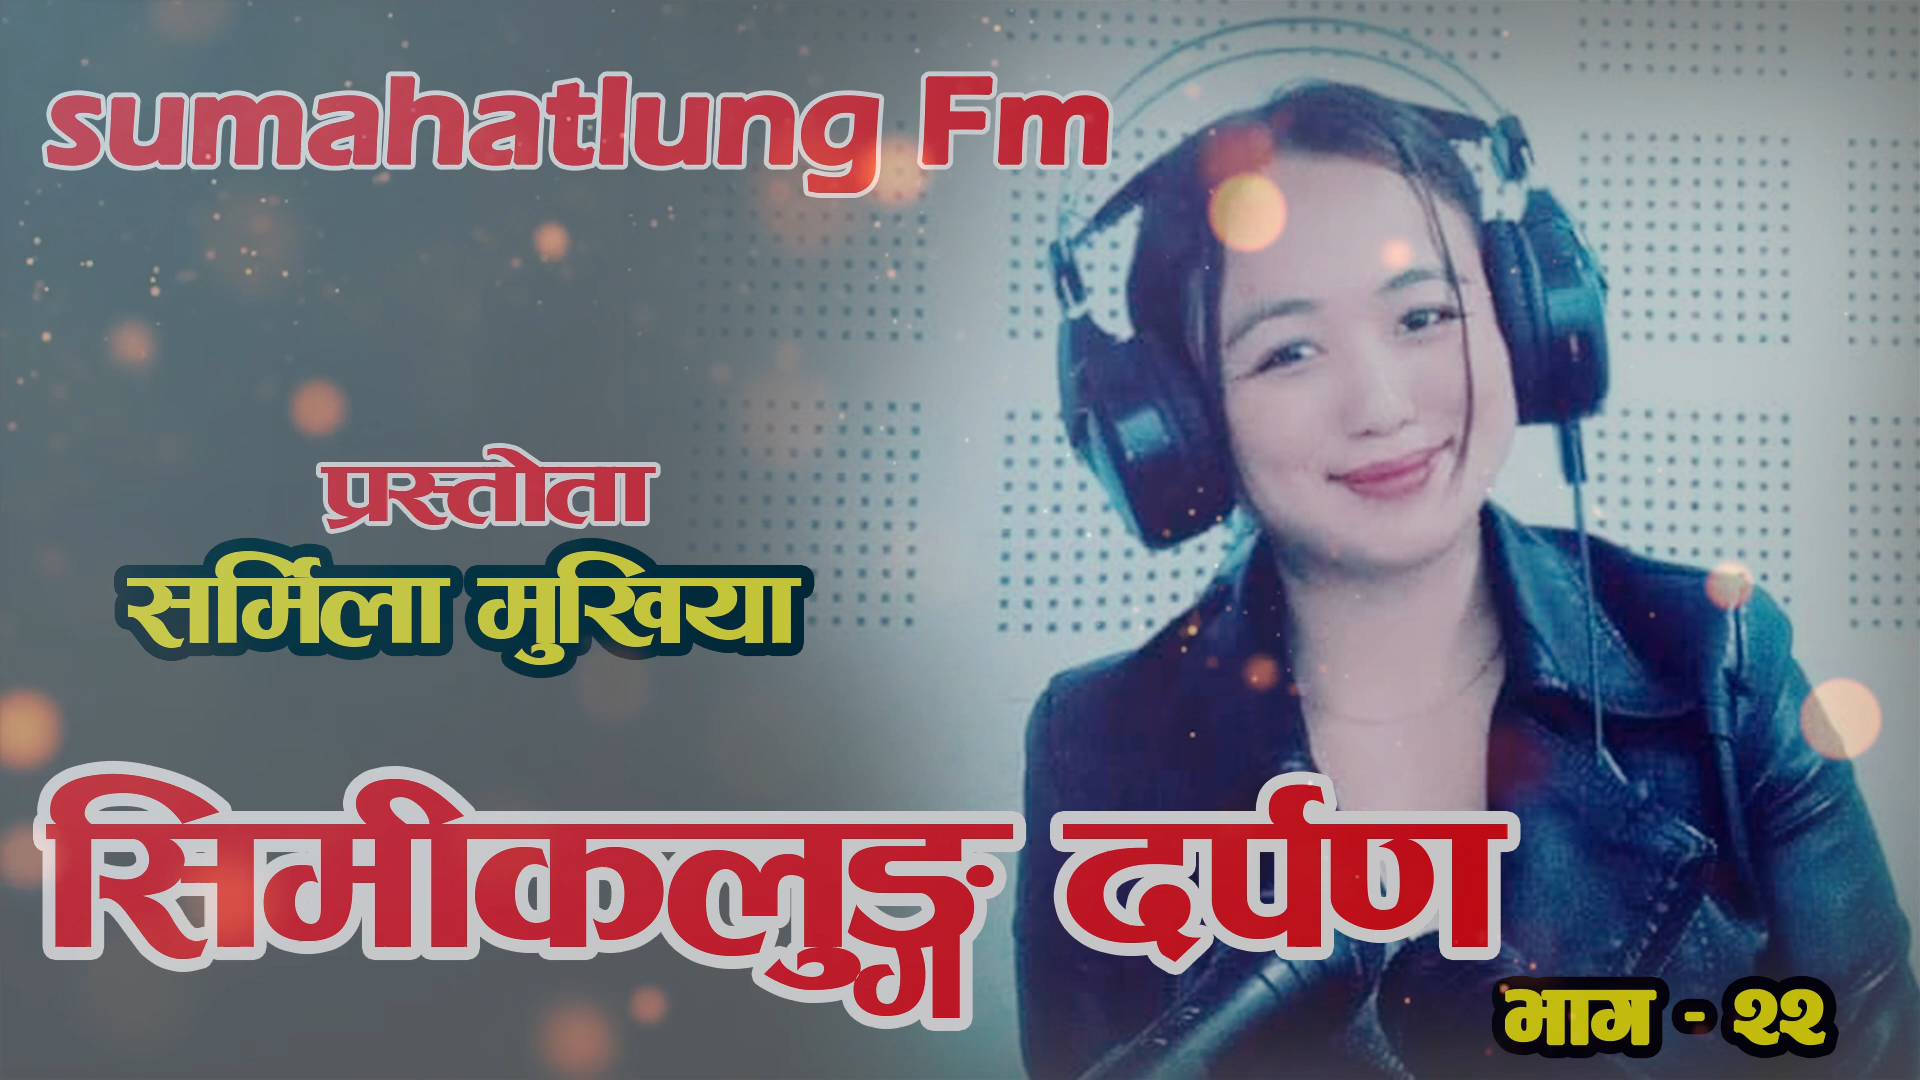 sumahatlung Fm
प्रस्तोता
सर्मिला मुखिया
सिमीकलुङ्ग दर्पण
भाग - २२